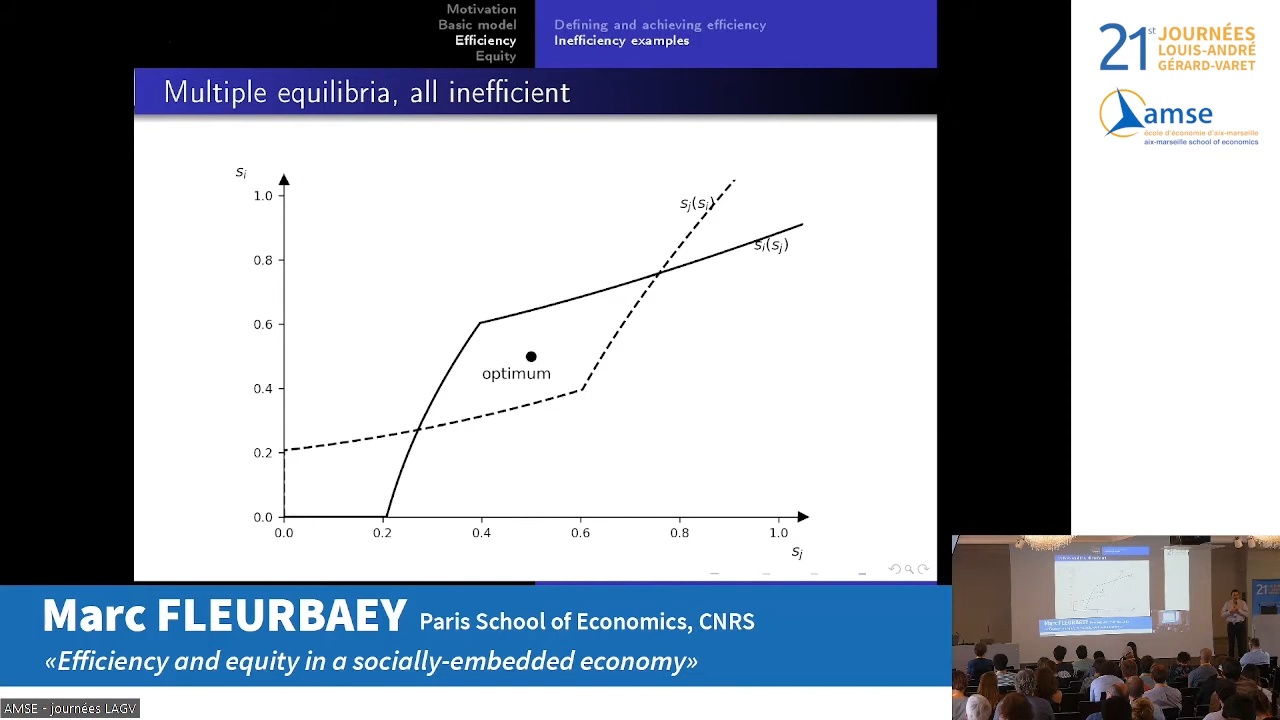 Motivation
Basic model
Efficiency
Equity
Defining and achieving efficiency
Inefficiency examples
Multiple equilibria, all inefficient
s_i
1.0
0.8
0.6
0.4
0.2
0.0
0.0 0.2 0.4 0.6 0.8 1.0
s_j
s_j(s_i)
s_i(s_j)
optimum
21st JOURNÉES
LOUIS-ANDRÉ
GÉRARD-VARET
amse
école d'économie d'aix-marseille
aix-marseille school of economics
Marc FLEURBAEY Paris School of Economics, CNRS
«Efficiency and equity in a socially-embedded economy»
AMSE - journées LAGV